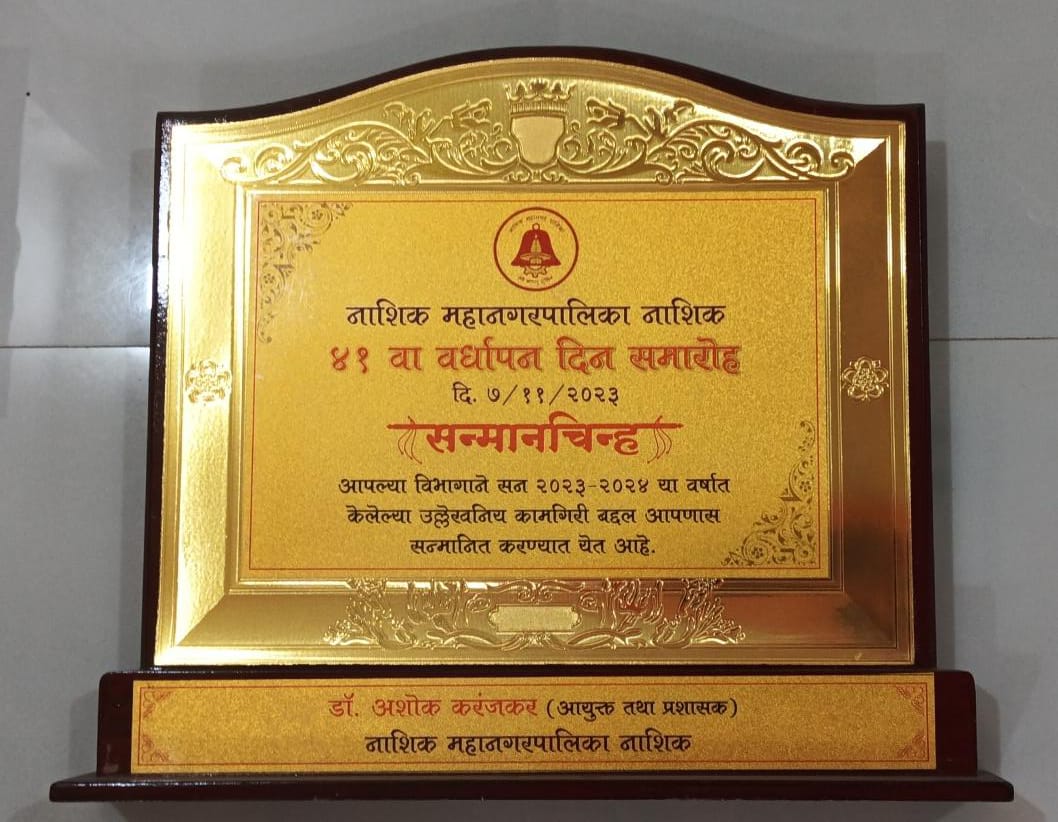 नाशिक महानगरपालिका नाशिक
४१ वा वर्धापन दिन समारोह
दि. ७/११/२०२३
सन्मानचिन्ह
आपल्या विभागाने सन २०२३-२०२४ या वर्षात
केलेल्या उल्लेखनिय कामगिरी बद्दल आपणास
सन्मानित करण्यात येत आहे.
डॉ. अशोक करंजकर (आयुक्त तथा प्रशासक)
नाशिक महानगरपालिका नाशिक